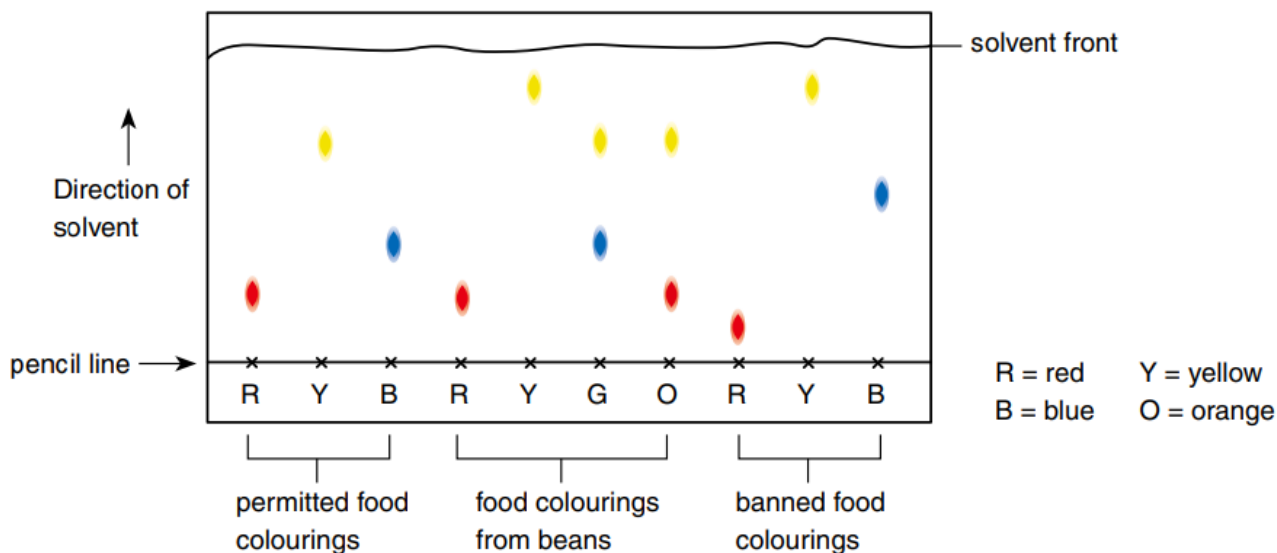 solvent front
Direction of
solvent
pencil line
R Y B R Y G O R Y B
R = red Y = yellow
B = blue O = orange
permitted food
colourings
food colourings
from beans
banned food
colourings